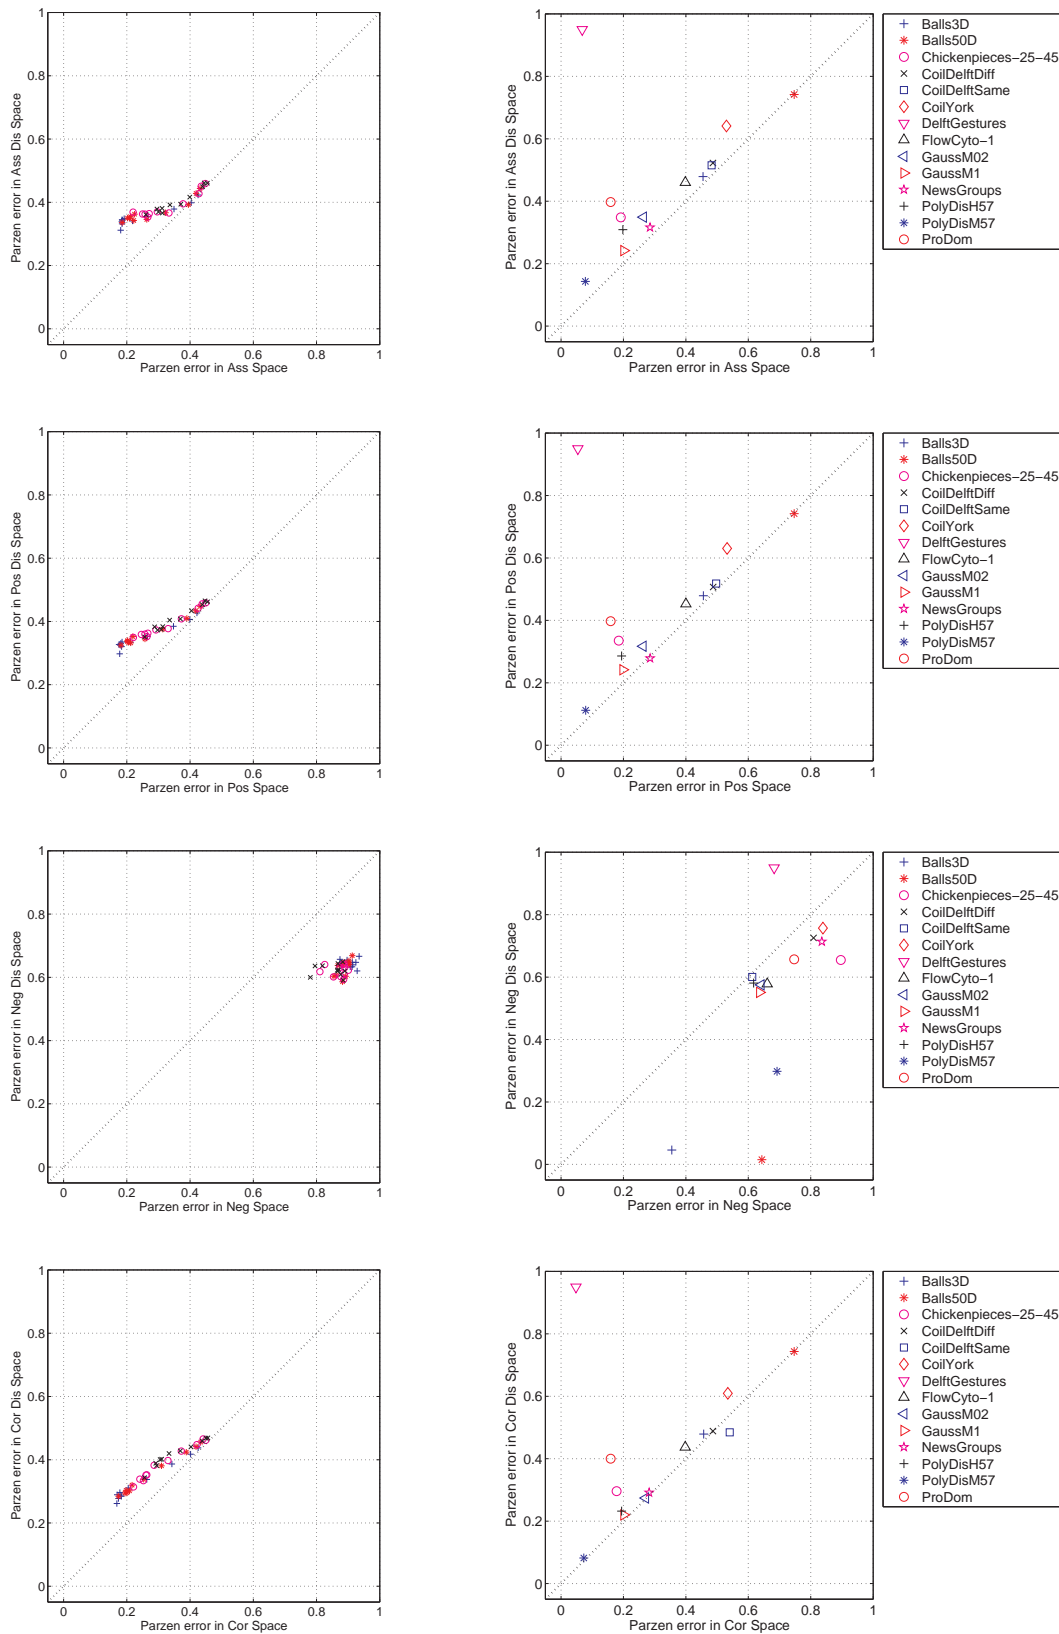 1
0.8
0.6
0.4
0.2
0
0 0.2 0.4 0.6 0.8 1
Parzen error in Ass Space
Parzen error in Ass Dis Space
1
0.8
0.6
0.4
0.2
0
0 0.2 0.4 0.6 0.8 1
Parzen error in Ass Space
Parzen error in Ass Dis Space
Balls3D
Balls50D
Chickenpieces−25−45
CoilDelftDiff
CoilDelftSame
CoilYork
DelftGestures
FlowCyto−1
GaussM02
GaussM1
NewsGroups
PolyDisH57
PolyDisM57
ProDom
1
0.8
0.6
0.4
0.2
0
0 0.2 0.4 0.6 0.8 1
Parzen error in Pos Space
Parzen error in Pos Dis Space
1
0.8
0.6
0.4
0.2
0
0 0.2 0.4 0.6 0.8 1
Parzen error in Pos Space
Parzen error in Pos Dis Space
Balls3D
Balls50D
Chickenpieces−25−45
CoilDelftDiff
CoilDelftSame
CoilYork
DelftGestures
FlowCyto−1
GaussM02
GaussM1
NewsGroups
PolyDisH57
PolyDisM57
ProDom
1
0.8
0.6
0.4
0.2
0
0 0.2 0.4 0.6 0.8 1
Parzen error in Neg Space
Parzen error in Neg Dis Space
1
0.8
0.6
0.4
0.2
0
0 0.2 0.4 0.6 0.8 1
Parzen error in Neg Space
Parzen error in Neg Dis Space
Balls3D
Balls50D
Chickenpieces−25−45
CoilDelftDiff
CoilDelftSame
CoilYork
DelftGestures
FlowCyto−1
GaussM02
GaussM1
NewsGroups
PolyDisH57
PolyDisM57
ProDom
1
0.8
0.6
0.4
0.2
0
0 0.2 0.4 0.6 0.8 1
Parzen error in Cor Space
Parzen error in Cor Dis Space
1
0.8
0.6
0.4
0.2
0
0 0.2 0.4 0.6 0.8 1
Parzen error in Cor Space
Parzen error in Cor Dis Space
Balls3D
Balls50D
Chickenpieces−25−45
CoilDelftDiff
CoilDelftSame
CoilYork
DelftGestures
FlowCyto−1
GaussM02
GaussM1
NewsGroups
PolyDisH57
PolyDisM57
ProDom